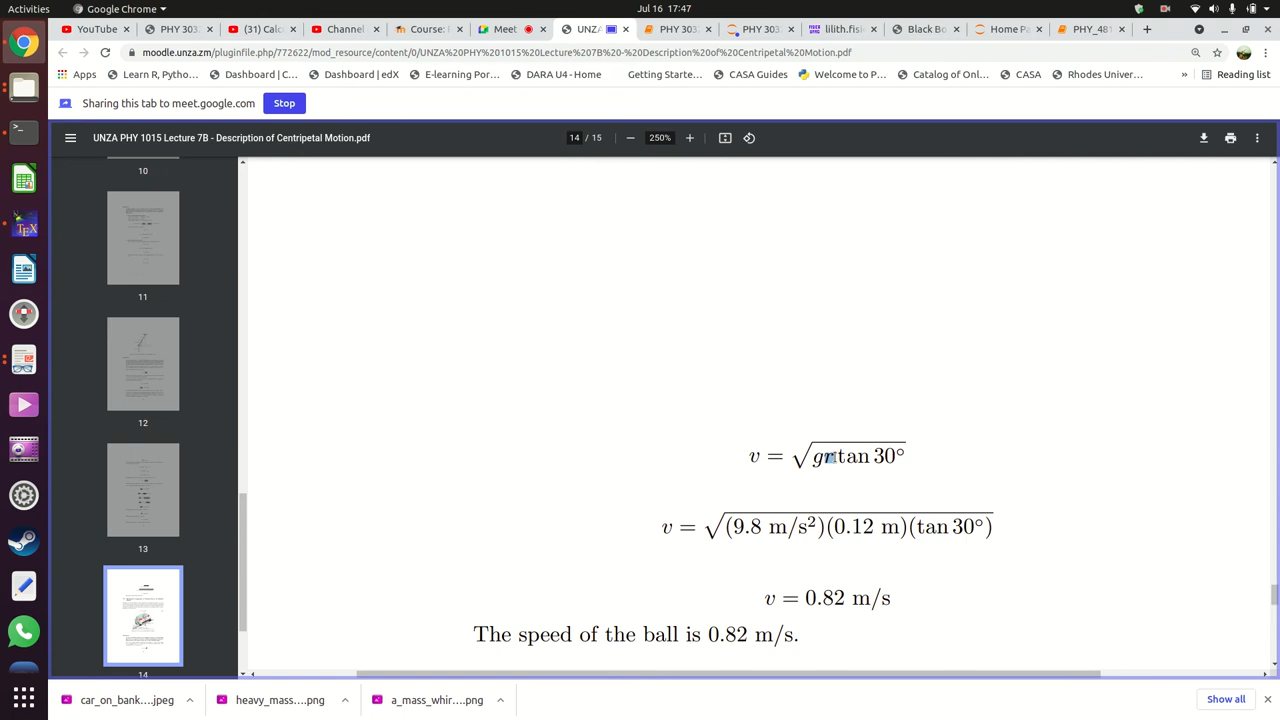 Activities
Google Chrome
Jul 16 17:47
YouTube
PHY 303
(31) Calc
Channel
Course:
Meet
UNZA
PHY 303
PHY 303
lilith.fisic
Black Bo
Home Pa
PHY_481
moodle.unza.zm/pluginfile.php/772622/mod_resource/content/0/UNZA%20PHY%201015%20Lecture%207B%20-%20Description%20of%20Centripetal%20Motion.pdf
Apps
Learn R, Pytho...
Dashboard | C...
Dashboard | edX
E-learning Por...
DARA U4 - Home
Getting Starte...
CASA Guides
Welcome to P...
Catalog of Onl...
CASA
Rhodes Univer...
»
Reading list
Sharing this tab to meet.google.com
Stop
UNZA PHY 1015 Lecture 7B - Description of Centripetal Motion.pdf
14 / 15
250%
10
11
12
13
14
v = √(gr tan 30°)
v = √((9.8 m/s²)(0.12 m)(tan 30°))
v = 0.82 m/s
The speed of the ball is 0.82 m/s.
car_on_bank....jpeg
heavy_mass....png
a_mass_whir....png
Show all